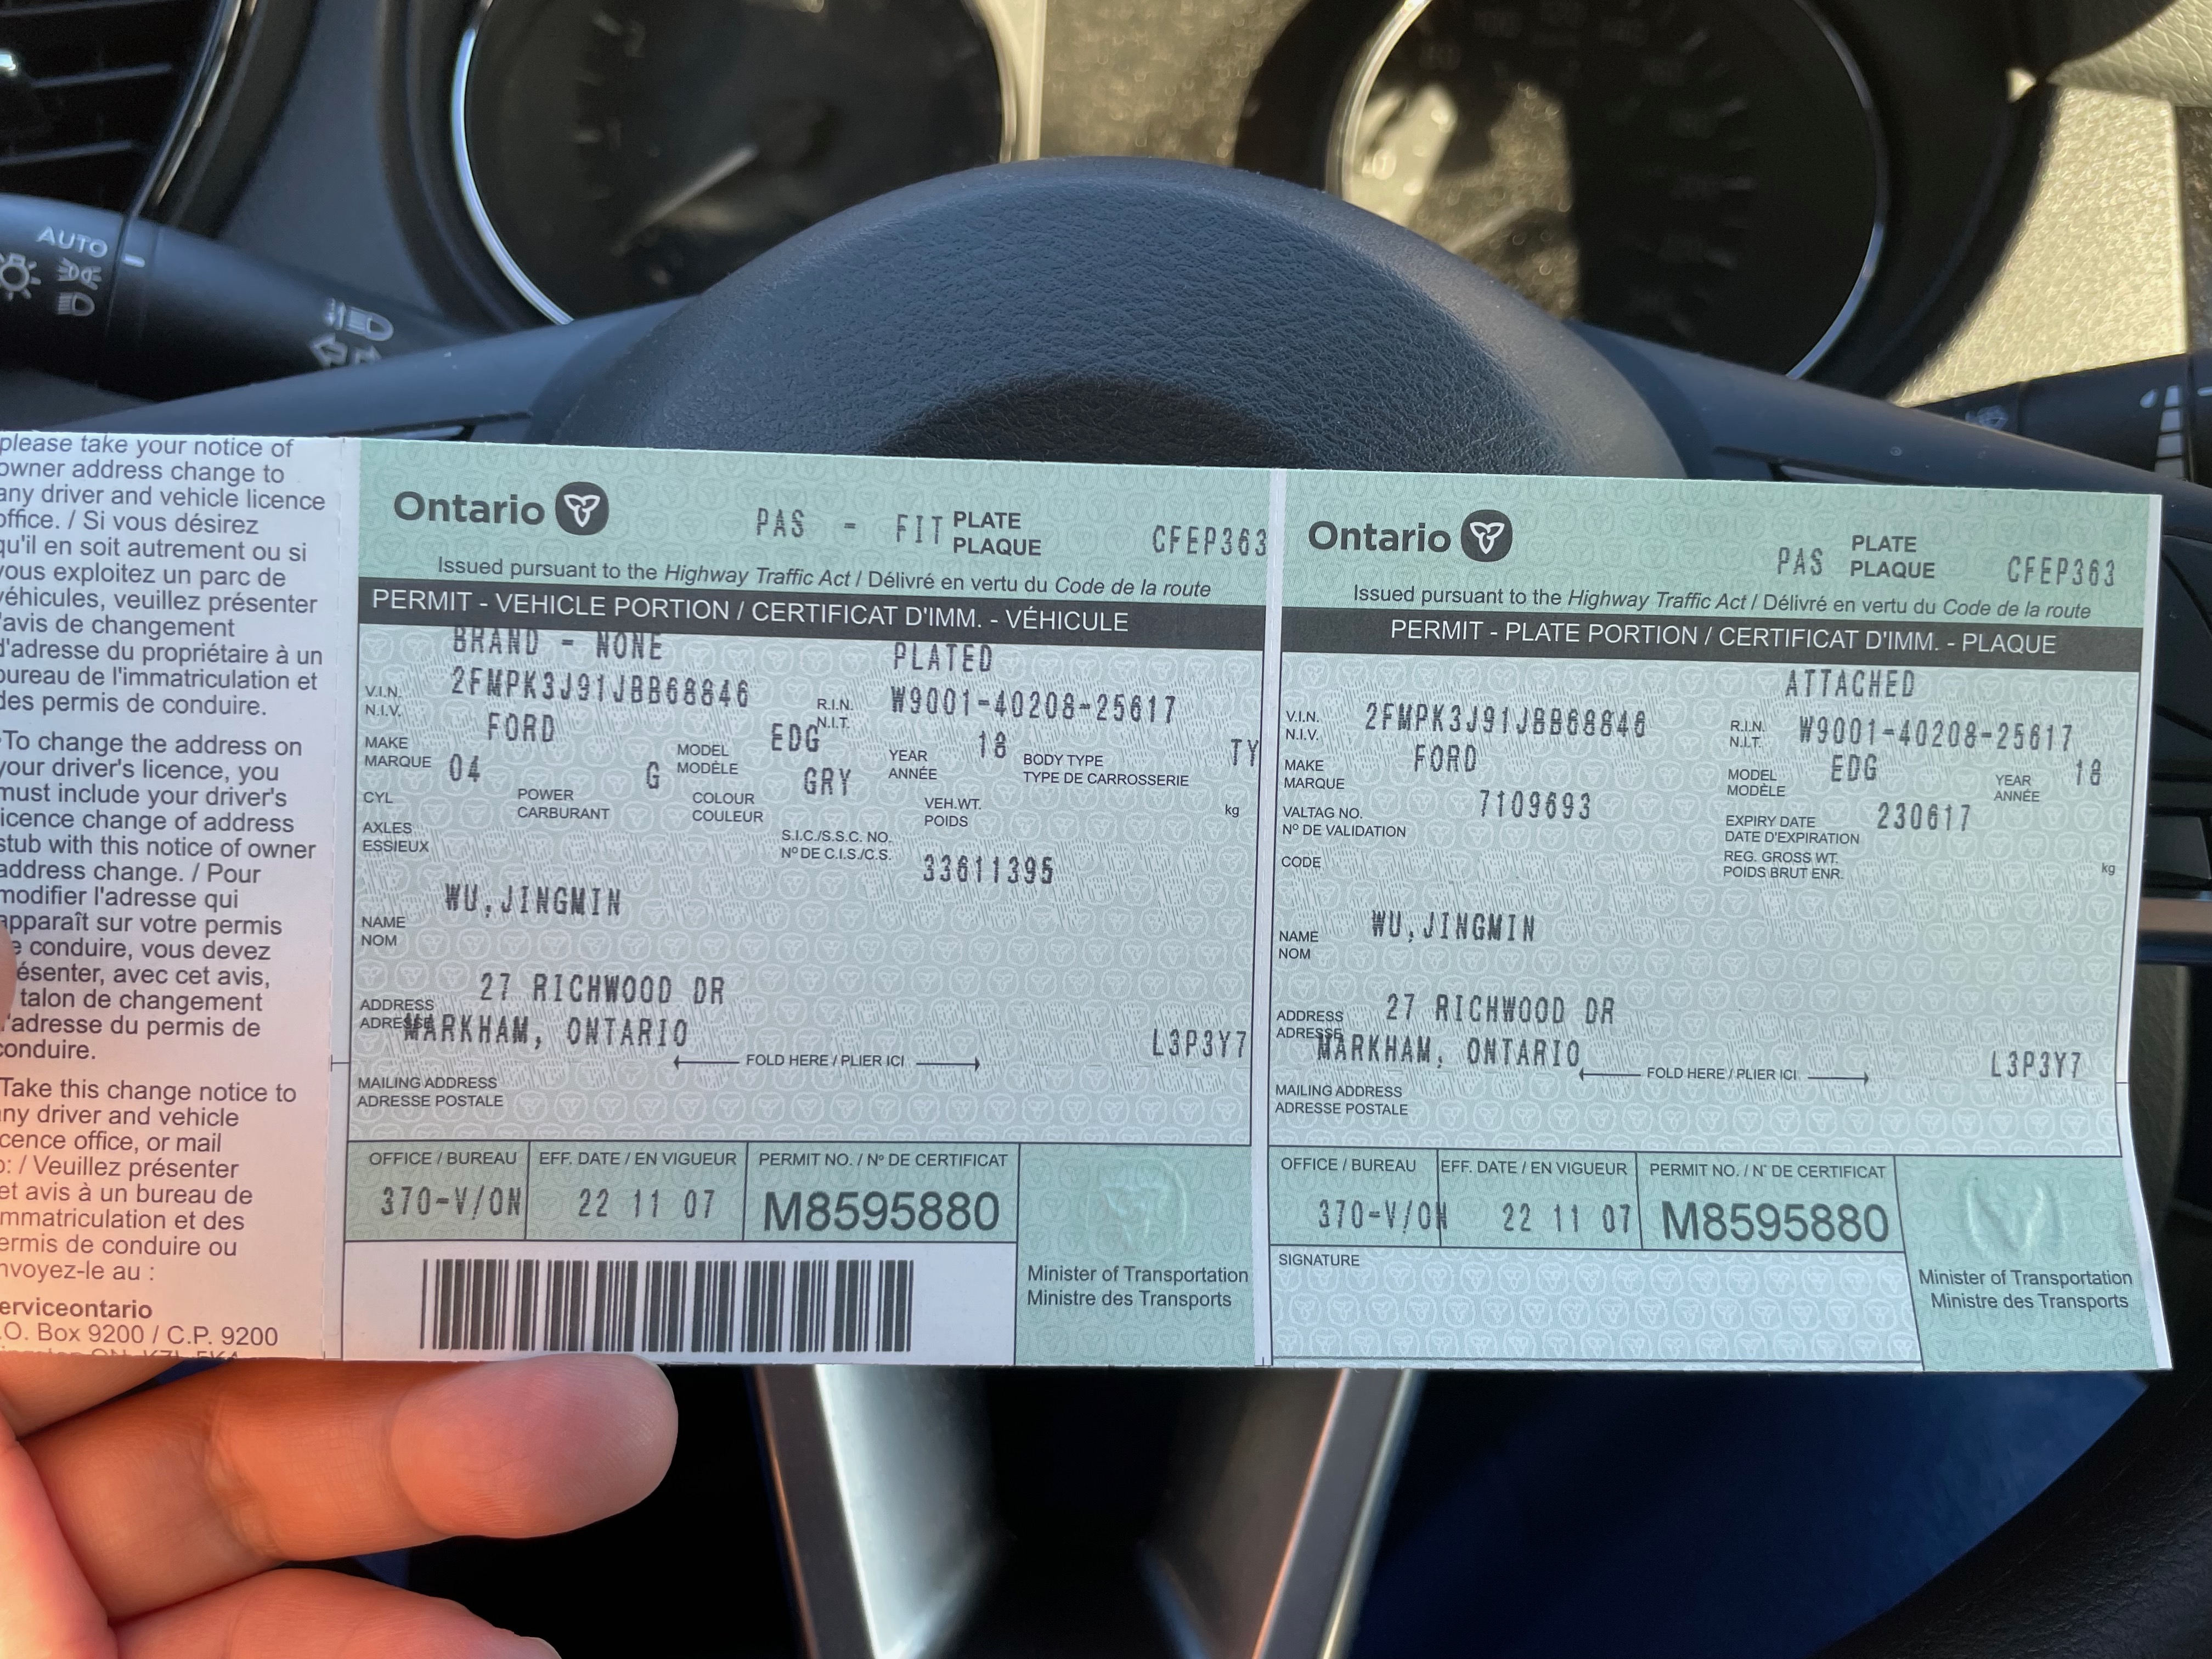 AUTO
please take your notice of
owner address change to
any driver and vehicle licence
office. / Si vous désirez
qu'il en soit autrement ou si
vous exploitez un parc de
véhicules, veuillez présenter
l'avis de changement
d'adresse du propriétaire à un
bureau de l'immatriculation et
des permis de conduire.
To change the address on
your driver's licence, you
must include your driver's
licence change of address
stub with this notice of owner
address change. / Pour
modifier l'adresse qui
apparaît sur votre permis
conduire, vous devez
talon de changement
l'adresse du permis de
conduire.
Take this change notice to
any driver and vehicle
licence office, or mail
/ Veuillez présenter
et avis à un bureau de
immatriculation et des
permis de conduire ou
envoyez-le au :
serviceontario
P.O. Box 9200 / C.P. 9200
Ontario
PAS - FIT PLATE PLAQUE CFEP363
Issued pursuant to the Highway Traffic Act / Délivré en vertu du Code de la route
PERMIT - VEHICLE PORTION / CERTIFICAT D'IMM. - VÉHICULE
BRAND - NONE PLATED
V.I.N. N.I.V. 2FMPK3J91JBB68846 R.I.N. N.I.T. W9001-40208-25617
MAKE MARQUE FORD MODEL MODÈLE EDG YEAR ANNÉE 18 BODY TYPE TYPE DE CARROSSERIE TY
CYL 04 POWER CARBURANT G COLOUR COULEUR GRY VEH.WT. POIDS kg
AXLES ESSIEUX S.I.C./S.S.C. NO. Nº DE C.I.S./C.S. 33611395
NAME NOM WU,JINGMIN
ADDRESS ADRESSE 27 RICHWOOD DR
MARKHAM, ONTARIO L3P3Y7
FOLD HERE / PLIER ICI
MAILING ADDRESS
ADRESSE POSTALE
OFFICE / BUREAU EFF. DATE / EN VIGUEUR PERMIT NO. / Nº DE CERTIFICAT
370-V/ON 22 11 07 M8595880
Minister of Transportation
Ministre des Transports
Ontario
PAS PLATE PLAQUE CFEP363
Issued pursuant to the Highway Traffic Act / Délivré en vertu du Code de la route
PERMIT - PLATE PORTION / CERTIFICAT D'IMM. - PLAQUE
ATTACHED
V.I.N. N.I.V. 2FMPK3J91JBB68846 R.I.N. N.I.T. W9001-40208-25617
MAKE MARQUE FORD MODEL MODÈLE EDG YEAR ANNÉE 18
VALTAG NO. Nº DE VALIDATION 7109693 EXPIRY DATE DATE D'EXPIRATION 230617
CODE REG. GROSS WT. POIDS BRUT ENR. kg
NAME NOM WU,JINGMIN
ADDRESS ADRESSE 27 RICHWOOD DR
MARKHAM, ONTARIO L3P3Y7
FOLD HERE / PLIER ICI
MAILING ADDRESS
ADRESSE POSTALE
OFFICE / BUREAU EFF. DATE / EN VIGUEUR PERMIT NO. / N° DE CERTIFICAT
370-V/ON 22 11 07 M8595880
SIGNATURE
Minister of Transportation
Ministre des Transports